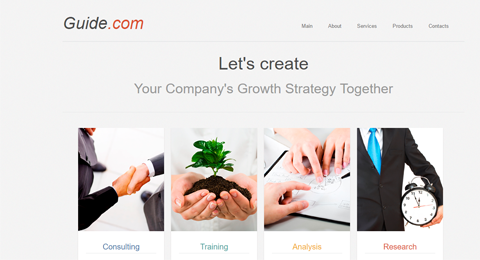 Guide.com
Main About Services Products Contacts
Let's create
Your Company's Growth Strategy Together
Consulting Training Analysis Research